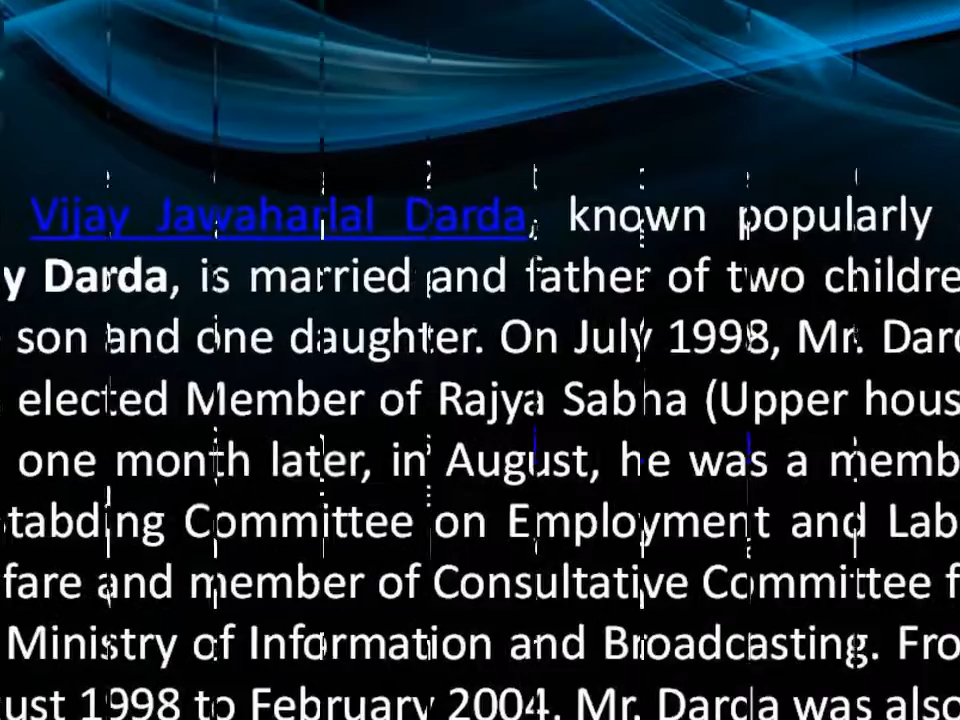 Vijay Jawaharlal Darda, known popularly
y Darda, is married and father of two childre
son and one daughter. On July 1998, Mr. Dard
elected Member of Rajya Sabha (Upper hous
one month later, in August, he was a memb
tabding Committee on Employment and Lab
fare and member of Consultative Committee f
Ministry of Information and Broadcasting. Fro
ust 1998 to February 2004, Mr. Darda was also